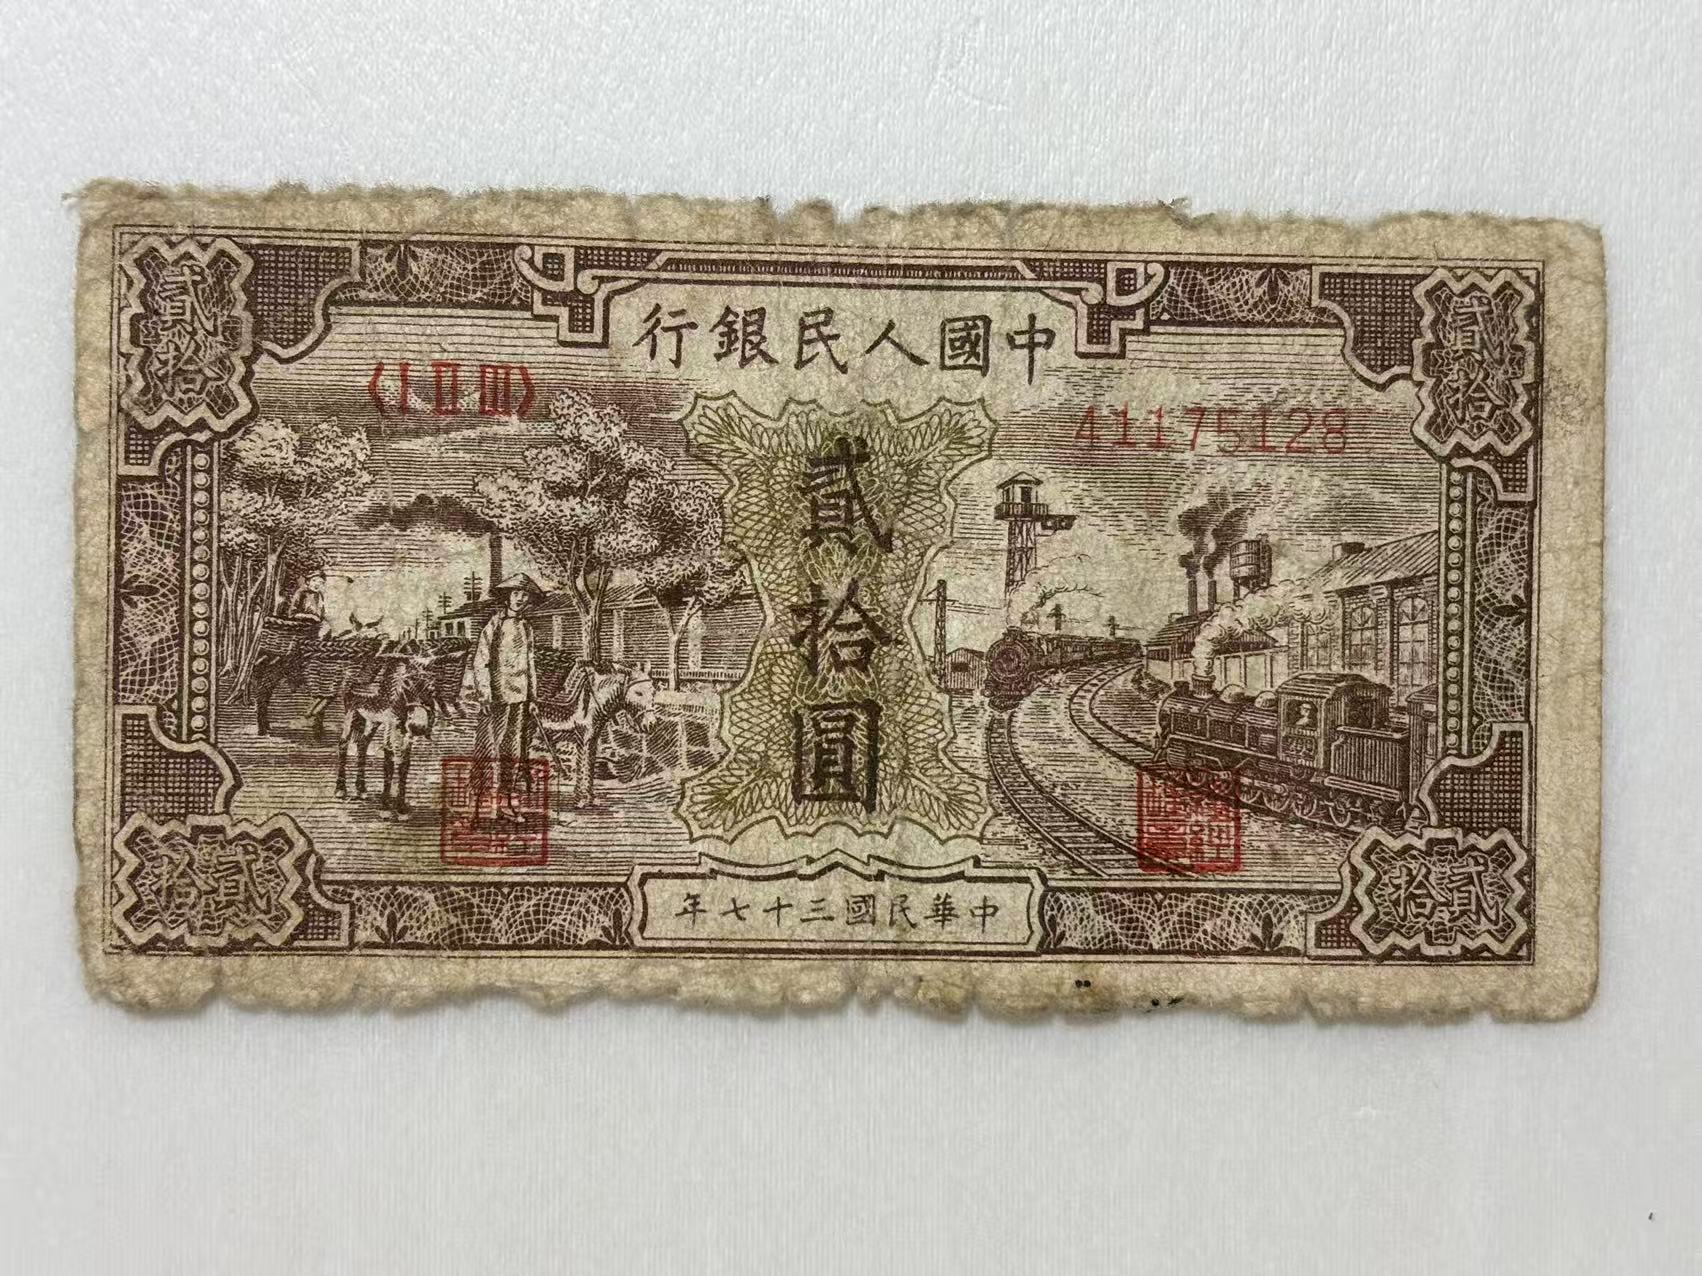 中國人民銀行
〈I II III〉
41175128
貳拾
貳拾
貳拾圓
貳拾
貳拾
中華民國三十七年